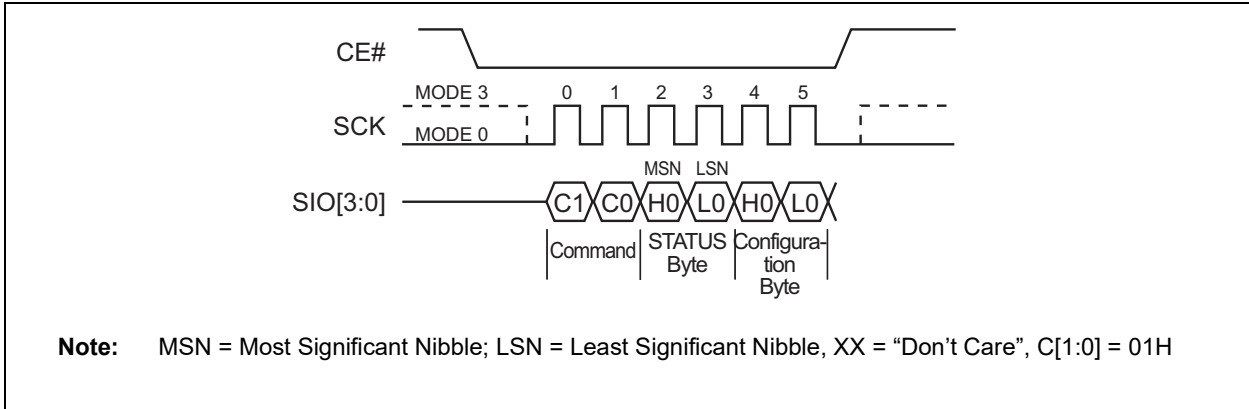 CE#
MODE 3
0 1 2 3 4 5
SCK
MODE 0
MSN LSN
SIO[3:0]
C1 C0 H0 L0 H0 L0
Command
STATUS
Byte
Configura-
tion
Byte
Note: MSN = Most Significant Nibble; LSN = Least Significant Nibble, XX = “Don’t Care”, C[1:0] = 01H